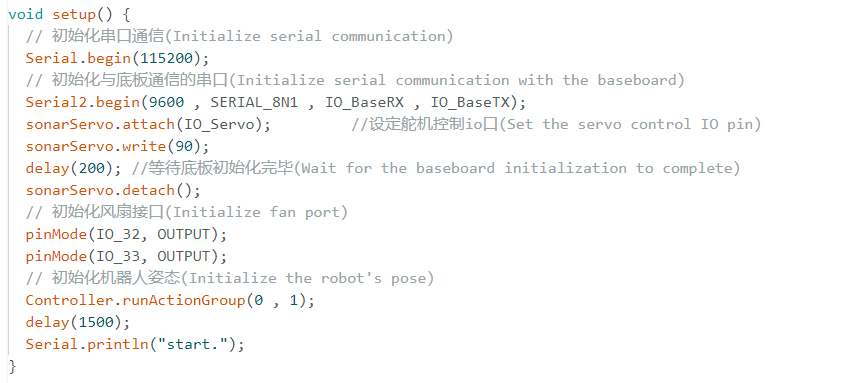 void setup() {
  // 初始化串口通信(Initialize serial communication)
  Serial.begin(115200);
  // 初始化与底板通信的串口(Initialize serial communication with the baseboard)
  Serial2.begin(9600 , SERIAL_8N1 , IO_BaseRX , IO_BaseTX);
  sonarServo.attach(IO_Servo);          //设定舵机控制io口(Set the servo control IO pin)
  sonarServo.write(90);
  delay(200); //等待底板初始化完毕(Wait for the baseboard initialization to complete)
  sonarServo.detach();
  // 初始化风扇接口(Initialize fan port)
  pinMode(IO_32, OUTPUT);
  pinMode(IO_33, OUTPUT);
  // 初始化机器人姿态(Initialize the robot's pose)
  Controller.runActionGroup(0 , 1);
  delay(1500);
  Serial.println("start.");
}